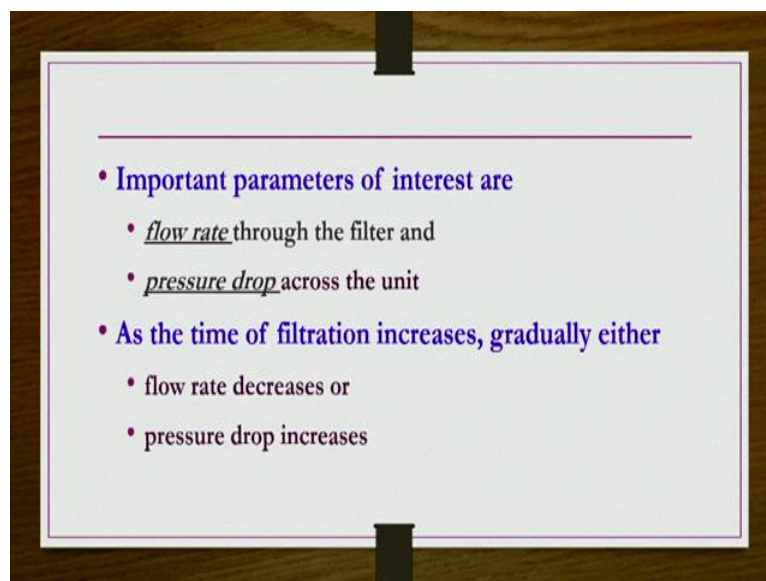 • Important parameters of interest are
• flow rate through the filter and
• pressure drop across the unit
• As the time of filtration increases, gradually either
• flow rate decreases or
• pressure drop increases